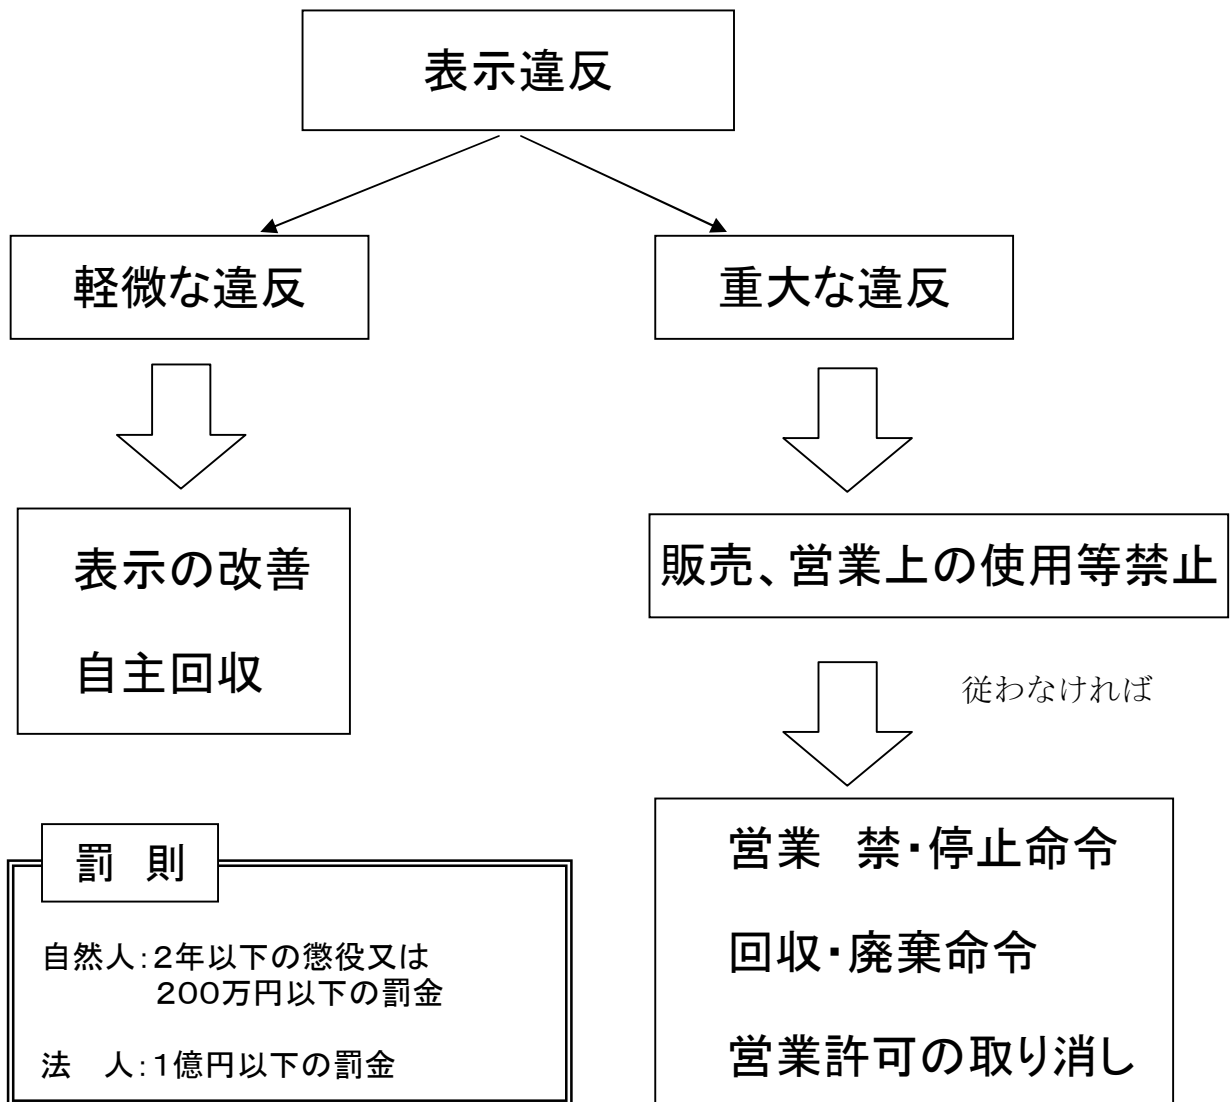 表示違反
軽微な違反
重大な違反
表示の改善
自主回収
販売、営業上の使用等禁止
従わなければ
営業　禁・停止命令
回収・廃棄命令
営業許可の取り消し
罰　則
自然人：２年以下の懲役又は
２００万円以下の罰金
法　人：１億円以下の罰金